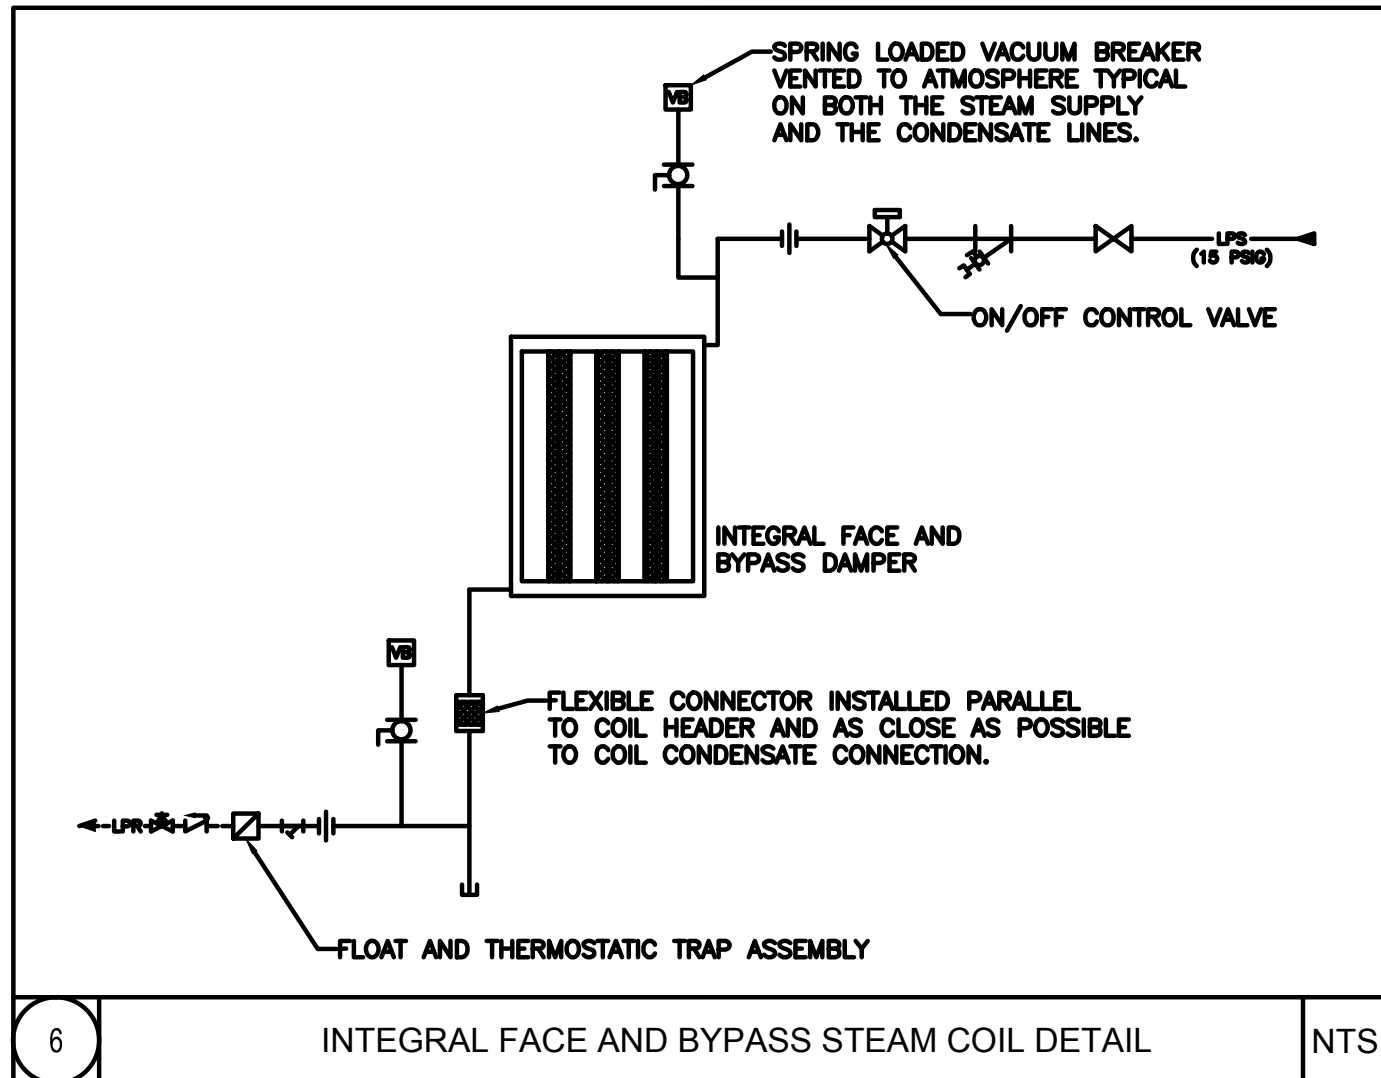 SPRING LOADED VACUUM BREAKER
VENTED TO ATMOSPHERE TYPICAL
ON BOTH THE STEAM SUPPLY
AND THE CONDENSATE LINES.
VB
LPS
(15 PSIG)
ON/OFF CONTROL VALVE
INTEGRAL FACE AND
BYPASS DAMPER
VB
FLEXIBLE CONNECTOR INSTALLED PARALLEL
TO COIL HEADER AND AS CLOSE AS POSSIBLE
TO COIL CONDENSATE CONNECTION.
LPR
FLOAT AND THERMOSTATIC TRAP ASSEMBLY
6
INTEGRAL FACE AND BYPASS STEAM COIL DETAIL
NTS